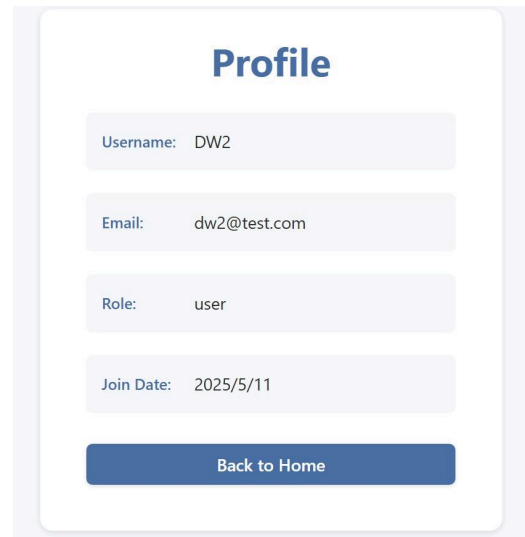 Profile
Username: DW2
Email: dw2@test.com
Role: user
Join Date: 2025/5/11
Back to Home